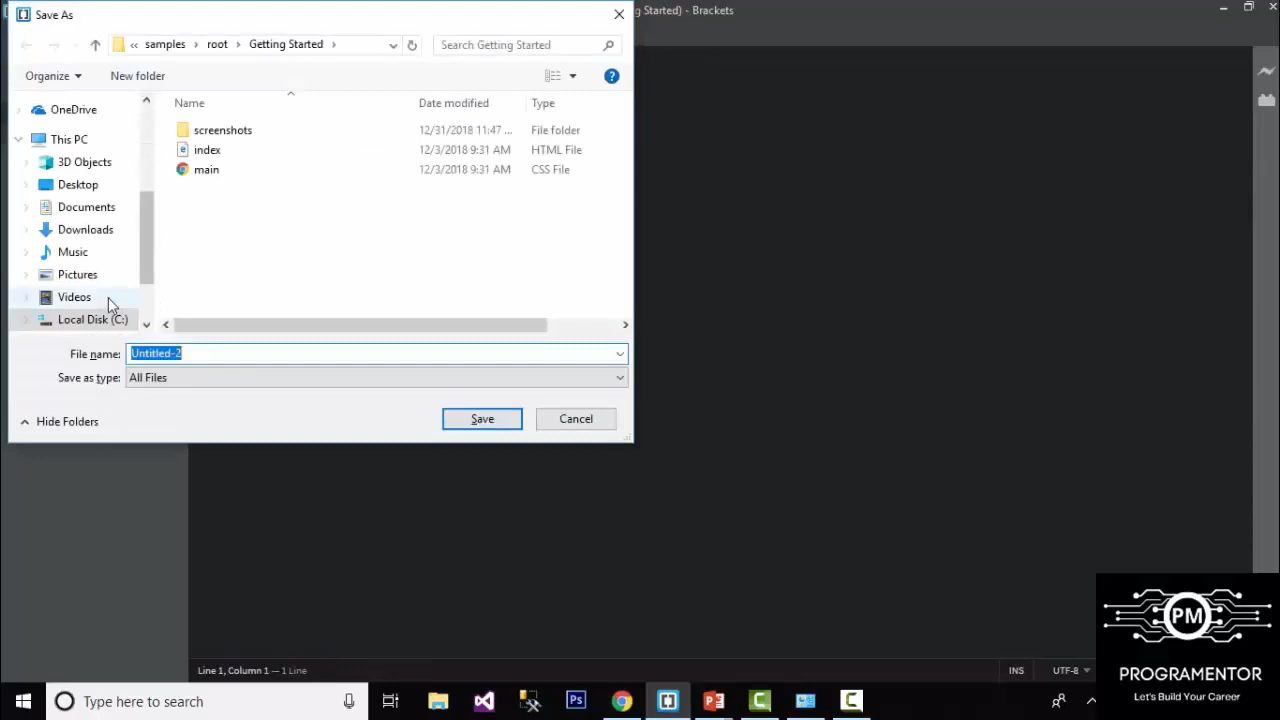 Save As
g Started) - Brackets
samples
root
Getting Started
Search Getting Started
Organize
New folder
Name
Date modified
Type
OneDrive
This PC
3D Objects
Desktop
Documents
Downloads
Music
Pictures
Videos
Local Disk (C:)
screenshots
12/31/2018 11:47 ...
File folder
index
12/3/2018 9:31 AM
HTML File
main
12/3/2018 9:31 AM
CSS File
File name:
Untitled-2
Save as type:
All Files
Hide Folders
Save
Cancel
Line 1, Column 1 — 1 Line
INS
UTF-8
PM
PROGRAMENTOR
Let's Build Your Career
Type here to search
Ps